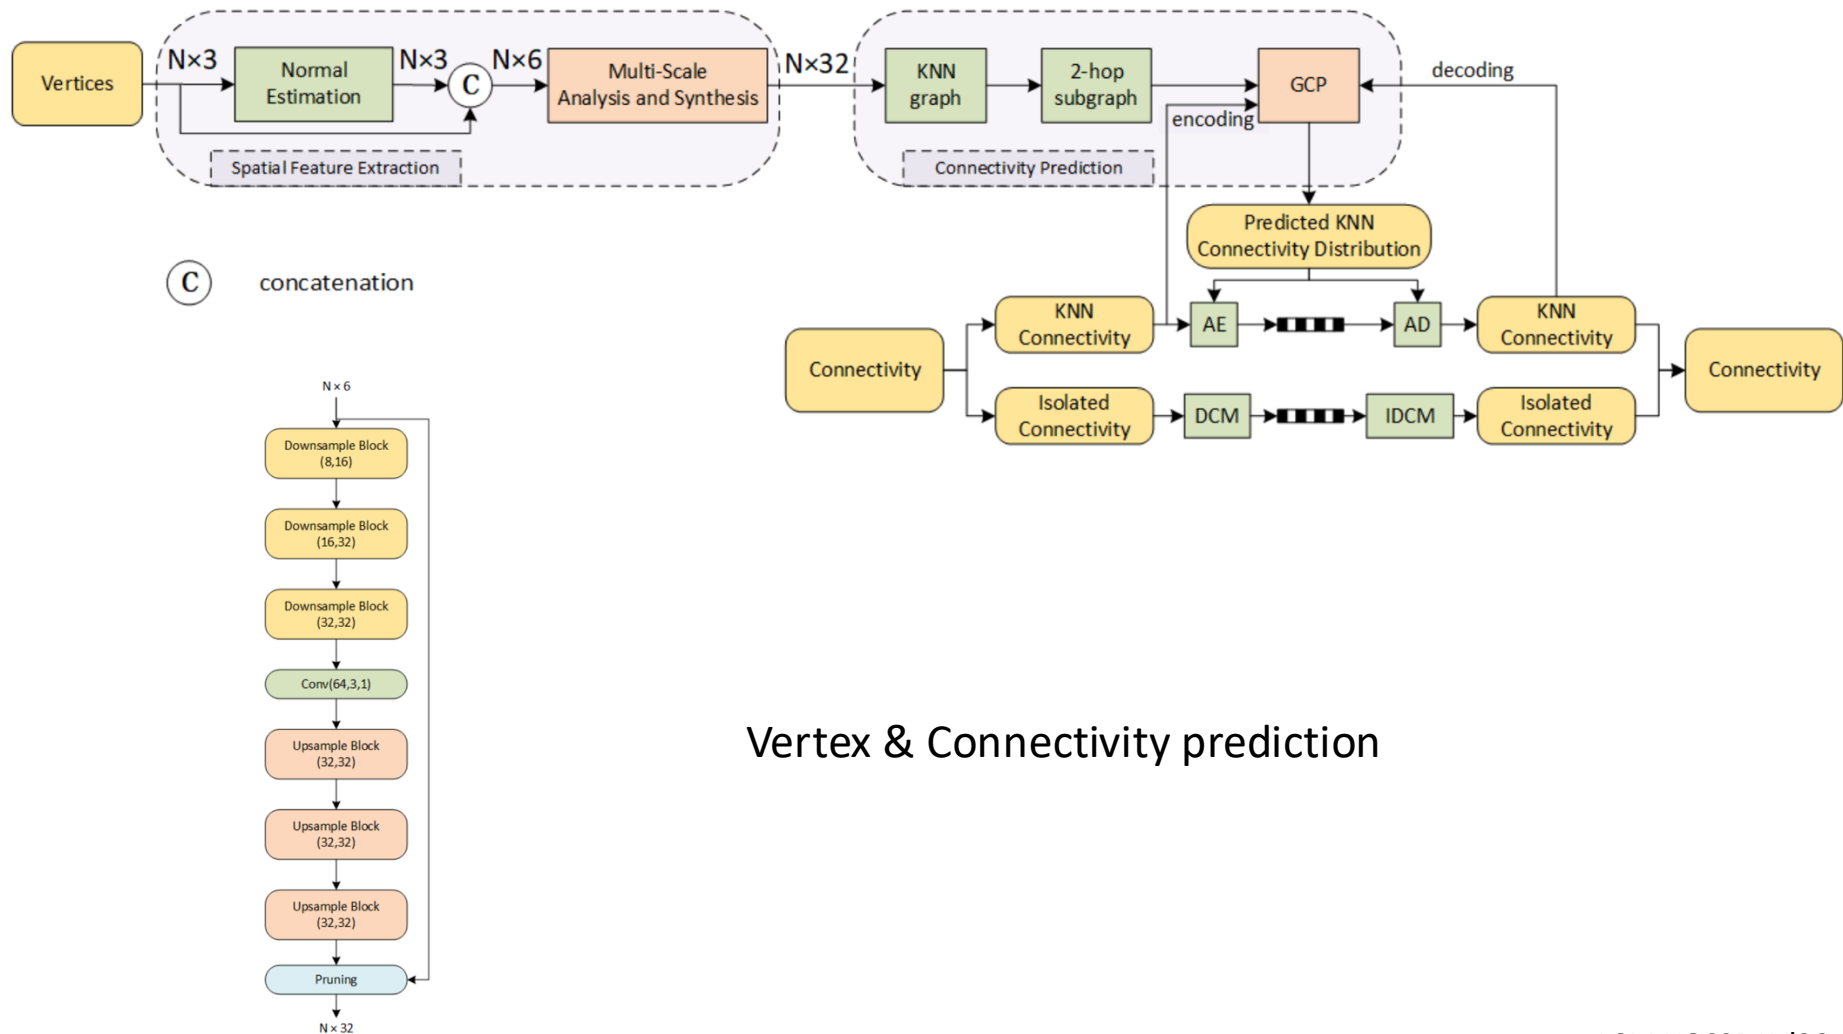 Vertices
N×3
Normal
Estimation
N×3
C
N×6
Multi-Scale
Analysis and Synthesis
N×32
Spatial Feature Extraction
KNN
graph
2-hop
subgraph
GCP
encoding
decoding
Connectivity Prediction
Predicted KNN
Connectivity Distribution
C
concatenation
Connectivity
KNN
Connectivity
AE
AD
KNN
Connectivity
Connectivity
Isolated
Connectivity
DCM
IDCM
Isolated
Connectivity
N × 6
Downsample Block
(8,16)
Downsample Block
(16,32)
Downsample Block
(32,32)
Conv(64,3,1)
Upsample Block
(32,32)
Upsample Block
(32,32)
Upsample Block
(32,32)
Pruning
N × 32
Vertex & Connectivity prediction